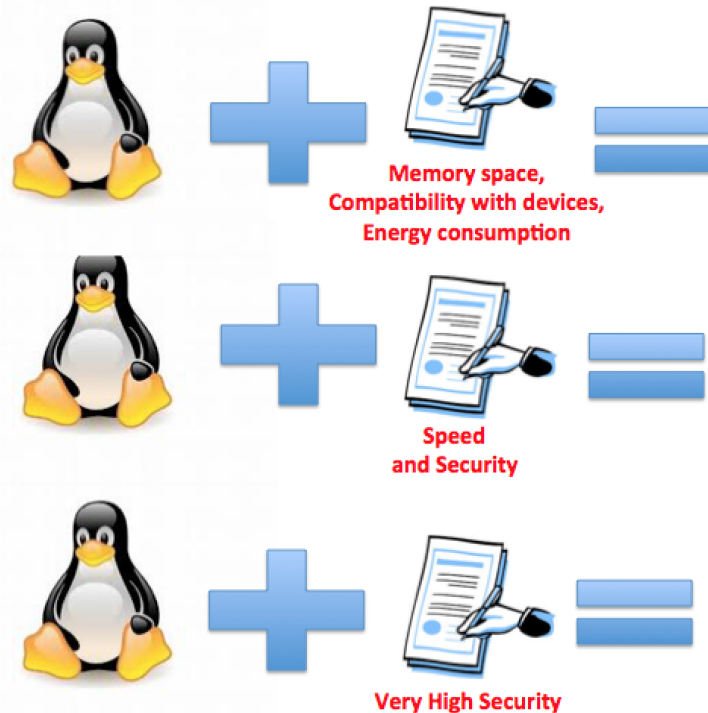 Memory space,
Compatibility with devices,
Energy consumption
Speed
and Security
Very High Security